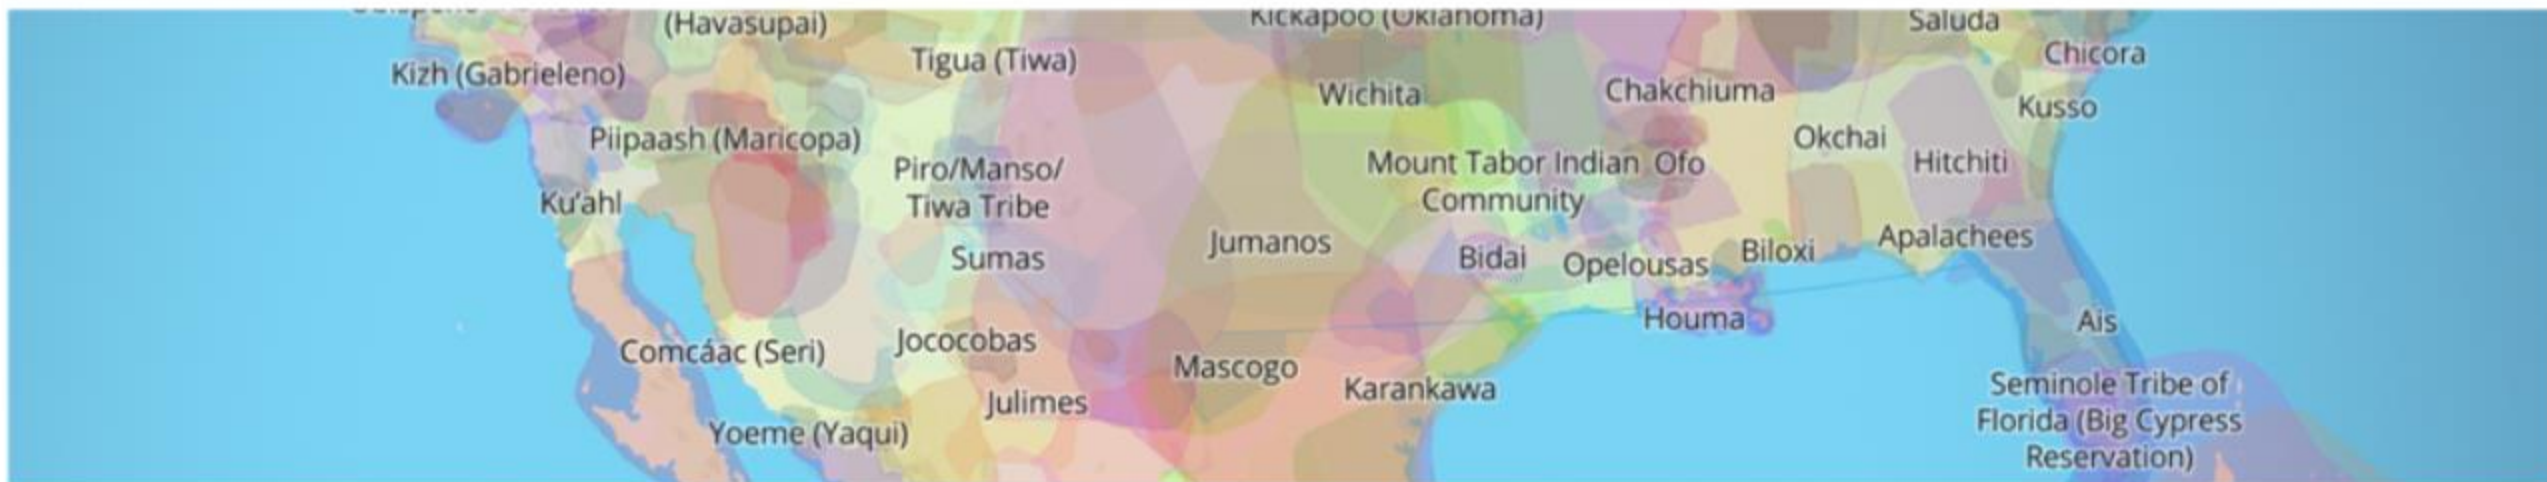 (Havasupai)
Kickapoo (Oklahoma)
Saluda
Chicora
Kizh (Gabrieleno)
Tigua (Tiwa)
Wichita
Chakchiuma
Kusso
Piipaash (Maricopa)
Okchai
Piro/Manso/
Tiwa Tribe
Mount Tabor Indian
Community
Ofo
Hitchiti
Ku'ahl
Sumas
Jumanos
Bidai
Opelousas
Biloxi
Apalachees
Houma
Ais
Comcáac (Seri)
Jococobas
Mascogo
Karankawa
Julimes
Yoeme (Yaqui)
Seminole Tribe of
Florida (Big Cypress
Reservation)